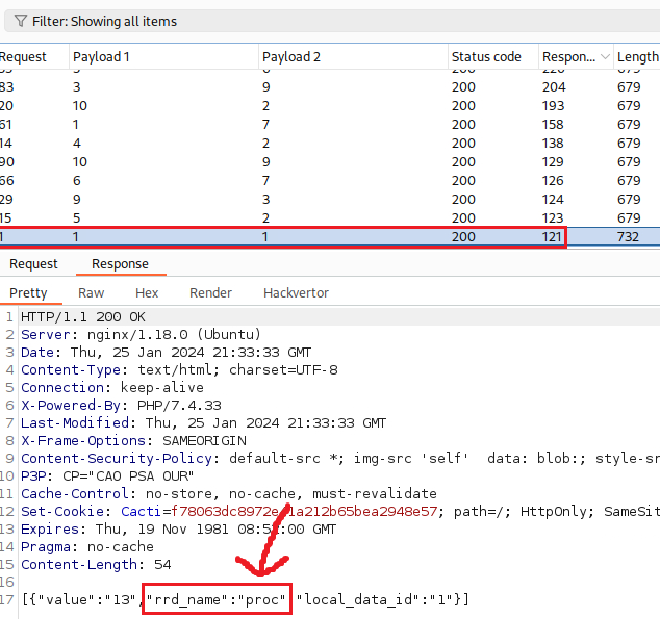 Filter: Showing all items
Request Payload 1 Payload 2 Status code Respon... Length
83 3 9 200 204 679
20 10 2 200 193 679
61 1 7 200 158 679
14 4 2 200 138 679
90 10 9 200 129 679
66 6 7 200 126 679
29 9 3 200 124 679
15 5 2 200 123 679
1 1 1 200 121 732
Request Response
Pretty Raw Hex Render Hackvertor
1 HTTP/1.1 200 OK
2 Server: nginx/1.18.0 (Ubuntu)
3 Date: Thu, 25 Jan 2024 21:33:33 GMT
4 Content-Type: text/html; charset=UTF-8
5 Connection: keep-alive
6 X-Powered-By: PHP/7.4.33
7 Last-Modified: Thu, 25 Jan 2024 21:33:33 GMT
8 X-Frame-Options: SAMEORIGIN
9 Content-Security-Policy: default-src *; img-src 'self' data: blob:; style-sr
10 P3P: CP="CAO PSA OUR"
11 Cache-Control: no-store, no-cache, must-revalidate
12 Set-Cookie: path=/; HttpOnly; SameSit
13 Expires: Thu, 19 Nov 1981 GMT
14 Pragma: no-cache
15 Content-Length: 54
16
17 [{"value":"13","rrd_name":"proc","local_data_id":"1"}]